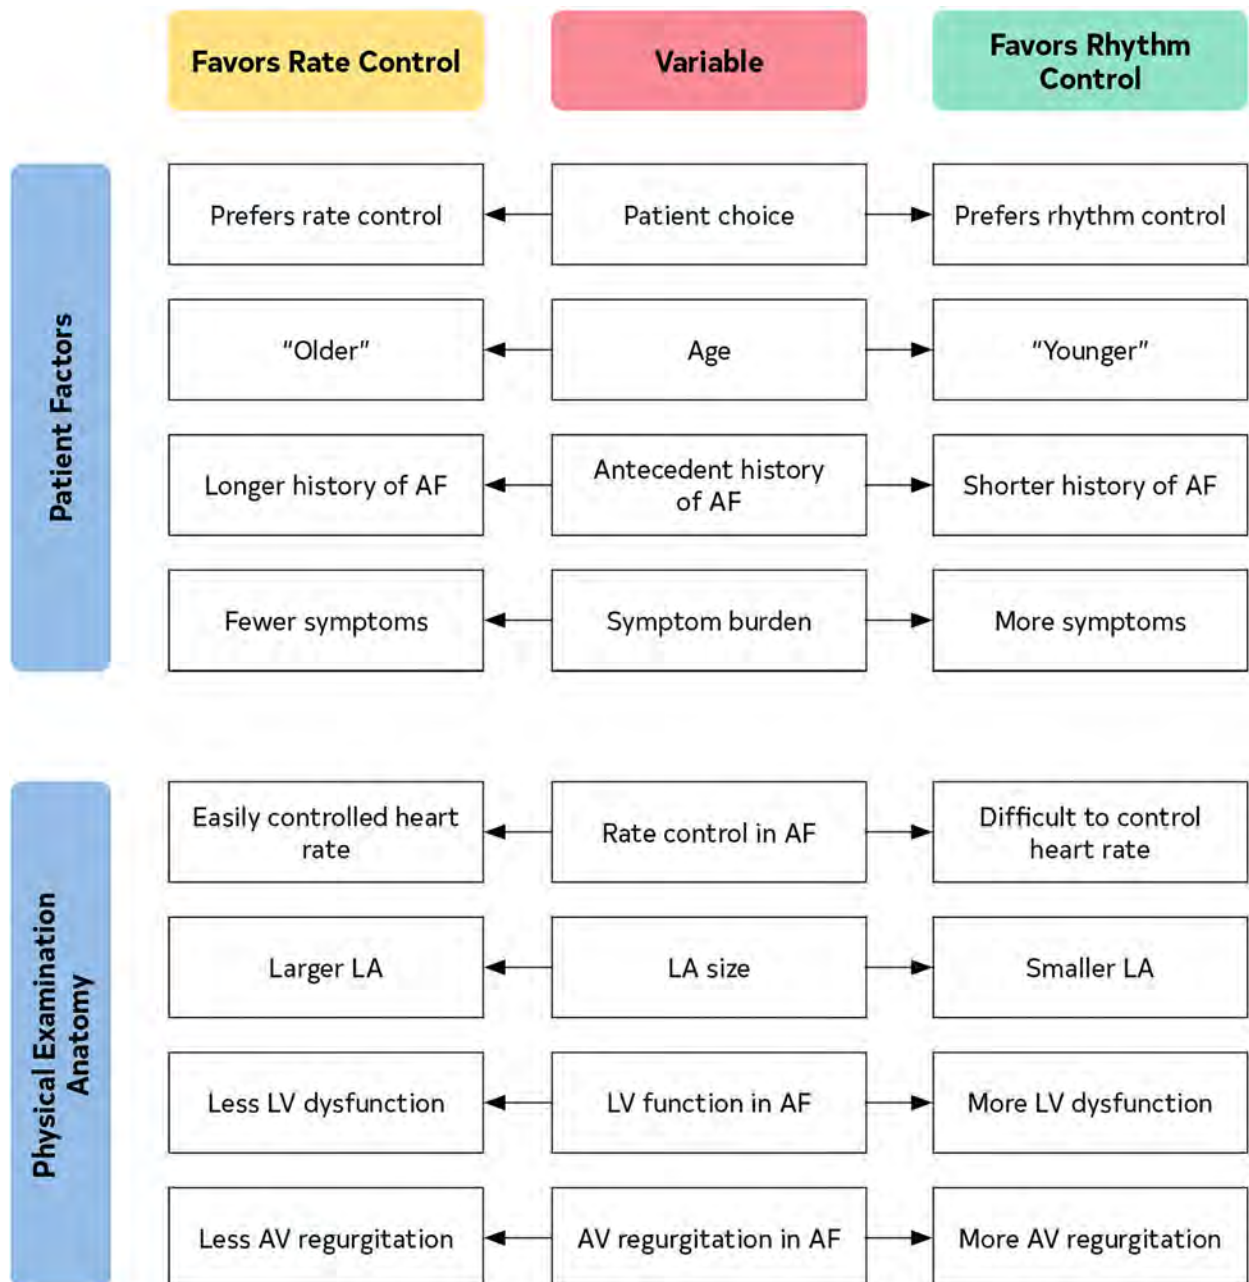 Favors Rate Control
Variable
Favors Rhythm
Control
Patient Factors
Prefers rate control
Patient choice
Prefers rhythm control
“Older”
Age
“Younger”
Longer history of AF
Antecedent history
of AF
Shorter history of AF
Fewer symptoms
Symptom burden
More symptoms
Physical Examination
Anatomy
Easily controlled heart
rate
Rate control in AF
Difficult to control
heart rate
Larger LA
LA size
Smaller LA
Less LV dysfunction
LV function in AF
More LV dysfunction
Less AV regurgitation
AV regurgitation in AF
More AV regurgitation